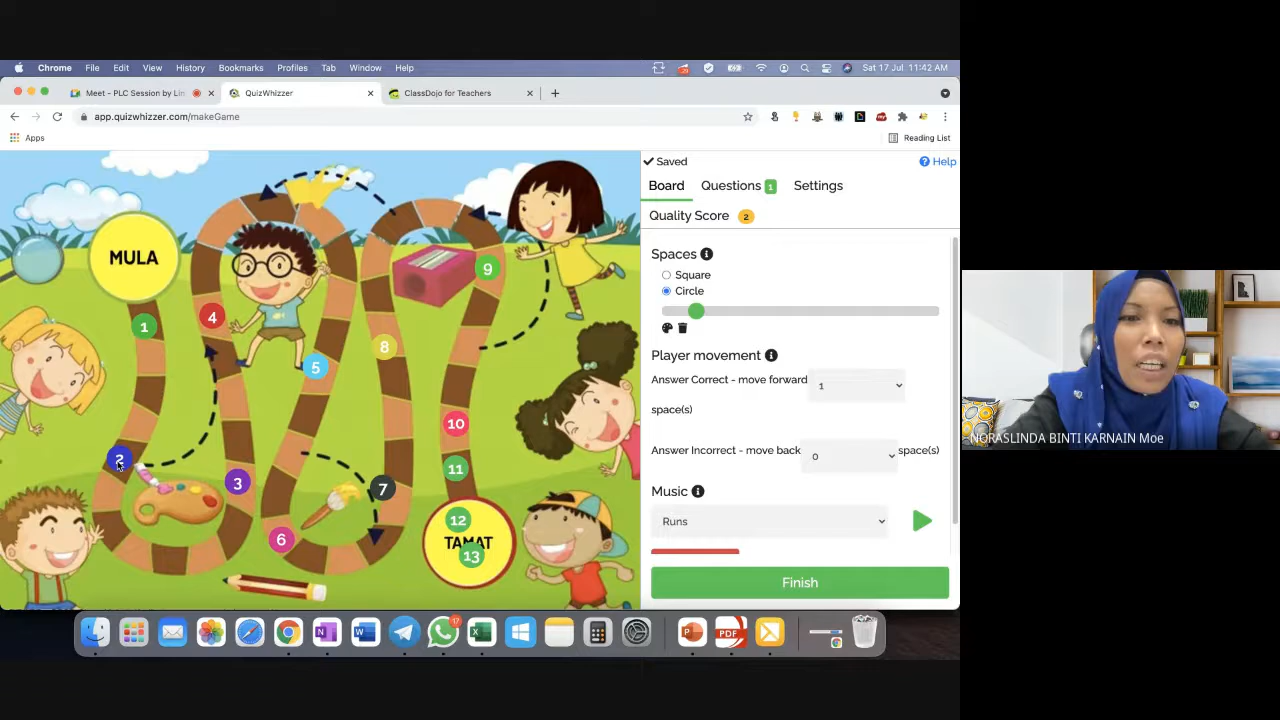 Chrome File Edit View History Bookmarks Profiles Tab Window Help Sat 17 Jul 11:42 AM
Meet - PLC Session by Lin
QuizWhizzer
ClassDojo for Teachers
app.quizwhizzer.com/makeGame
Apps
Reading List
Saved
Help
Board Questions 1 Settings
Quality Score 2
Spaces
Square
Circle
Player movement
Answer Correct - move forward 1
space(s)
Answer Incorrect - move back 0 space(s)
Music
Runs
Finish
MULA
1
2
3
4
5
6
7
8
9
10
11
12
TAMAT
13
17
NORASLINDA BINTI KARNAIN Moe